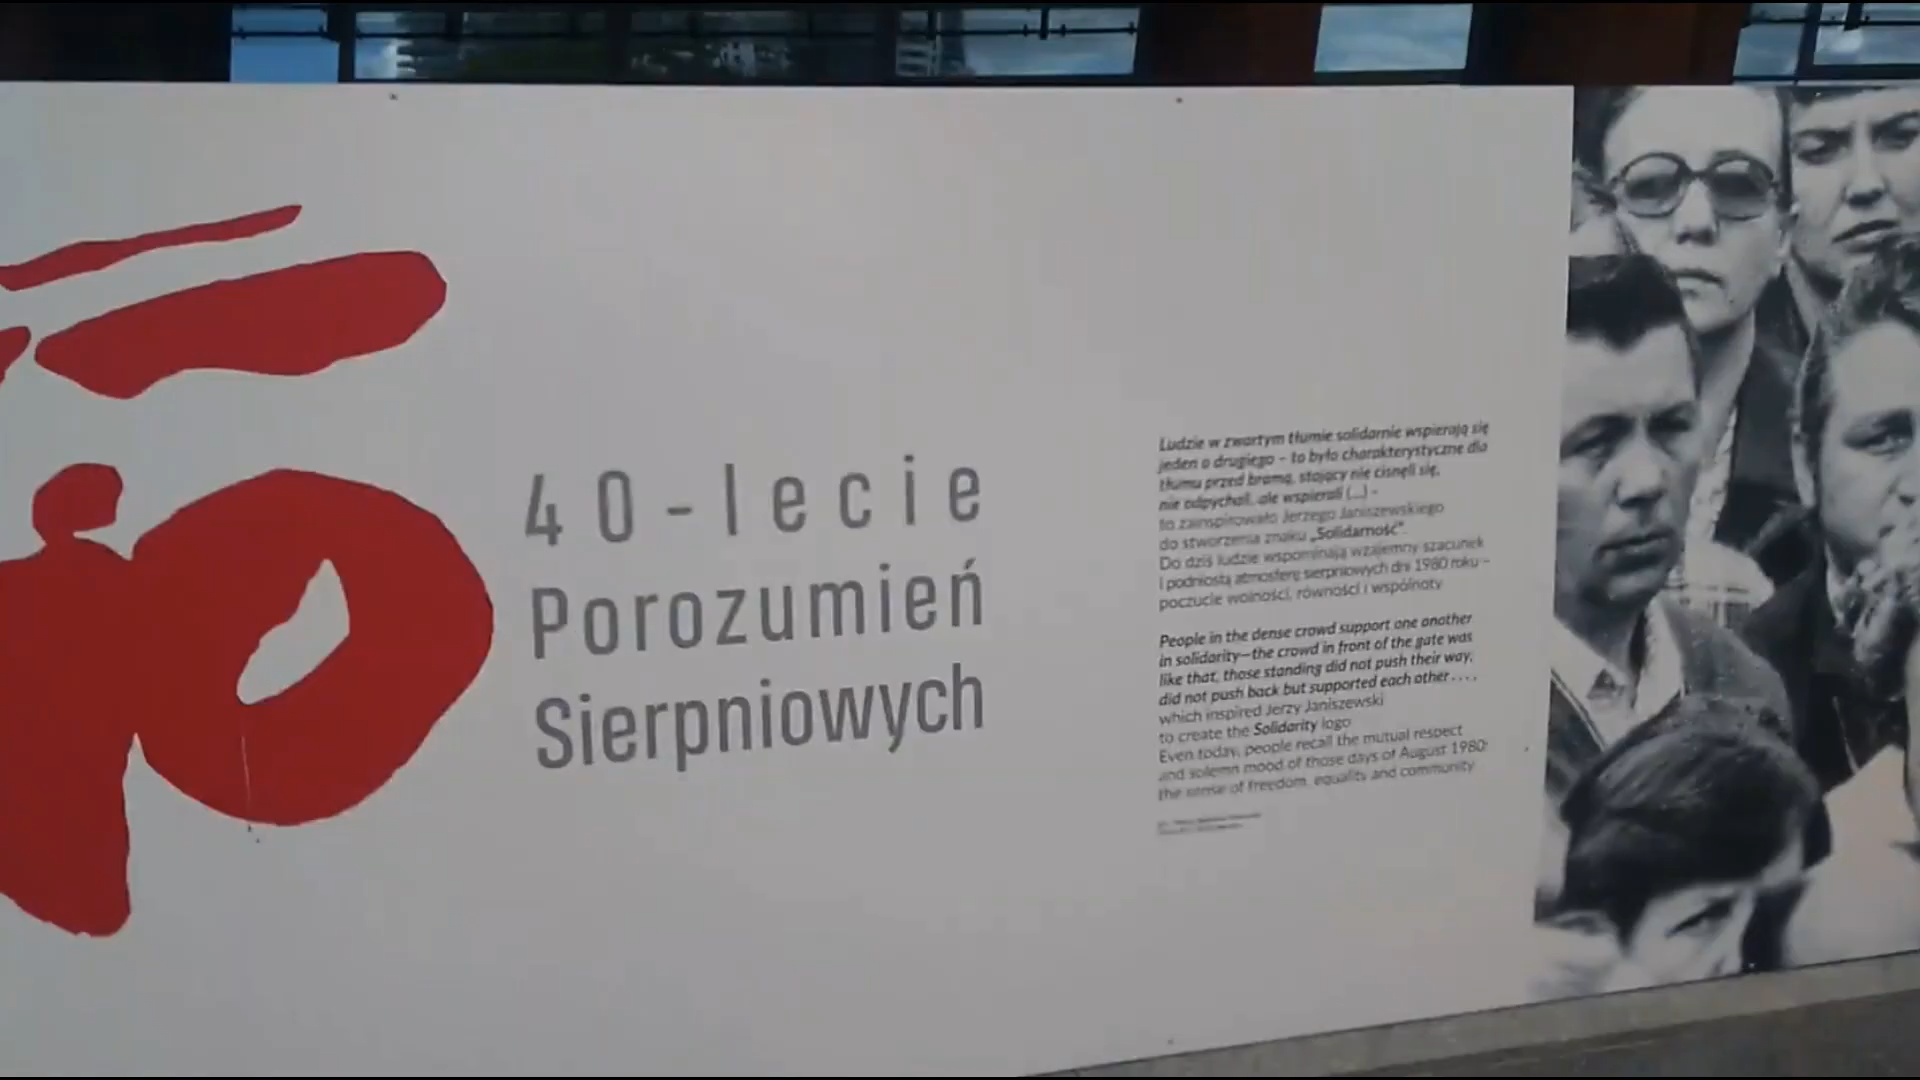 40-lecie
Porozumień
Sierpniowych
Ludzie w zwartym tłumie solidarnie wspierają się
jeden o drugiego – to było charakterystyczne dla
tłumu przed bramą, stojący nie cisnęli się,
nie odpychali, ale wspierali (...) –
to zainspirowało Jerzego Janiszewskiego
do stworzenia znaku „Solidarność”.
Do dziś ludzie wspominają wzajemny szacunek
i podniosłą atmosferę sierpniowych dni 1980 roku –
poczucie wolności, równości i wspólnoty
People in the dense crowd support one another
in solidarity—the crowd in front of the gate was
like that, those standing did not push their way,
did not push back but supported each other....,
which inspired Jerzy Janiszewski
to create the Solidarity logo
Even today, people recall the mutual respect
and solemn mood of those days of August 1980:
the sense of freedom, equality and community